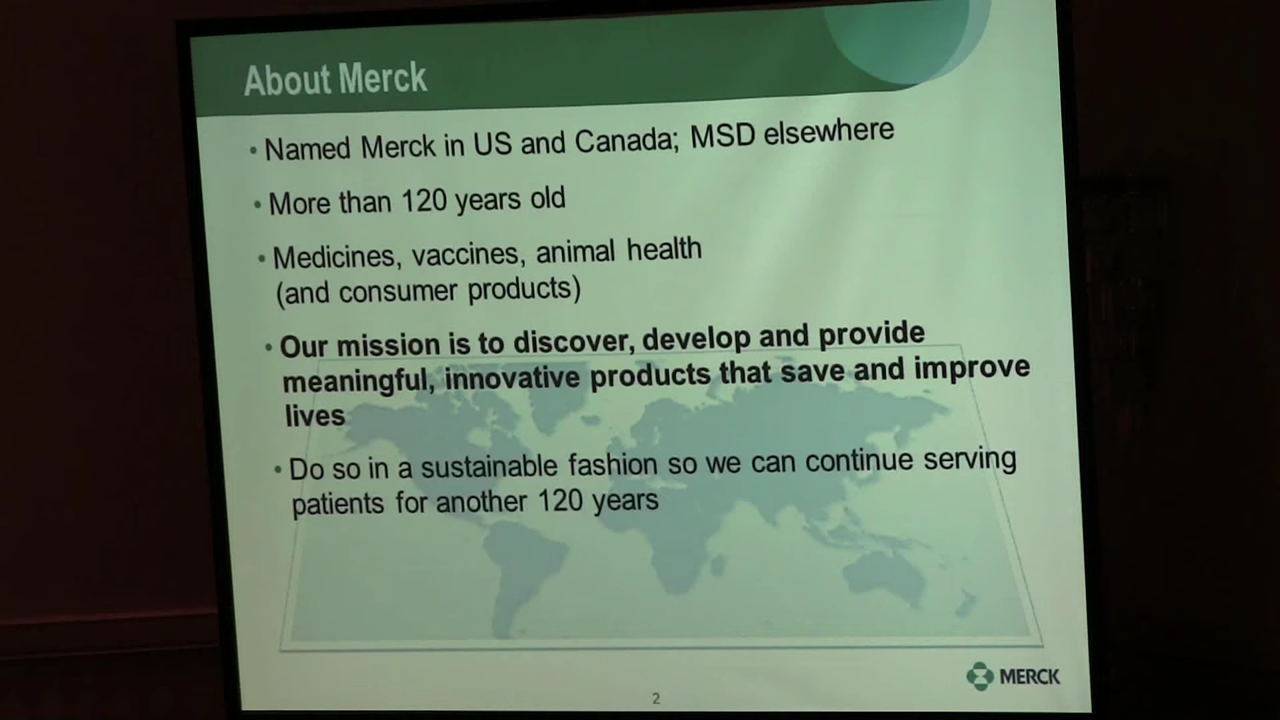 About Merck
• Named Merck in US and Canada; MSD elsewhere
• More than 120 years old
• Medicines, vaccines, animal health
(and consumer products)
• Our mission is to discover, develop and provide
meaningful, innovative products that save and improve
lives
• Do so in a sustainable fashion so we can continue serving
patients for another 120 years
MERCK
2